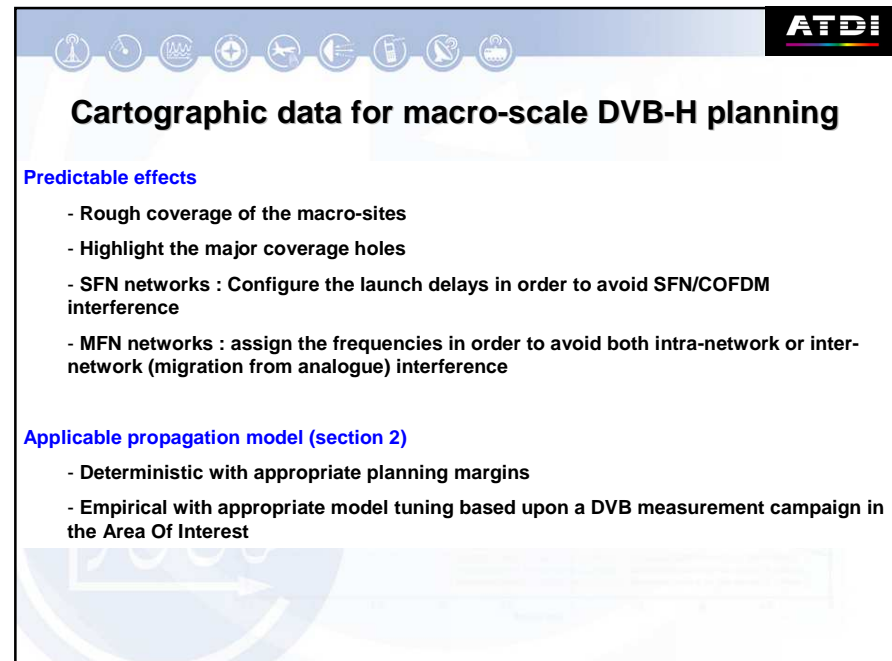 ATDI
Cartographic data for macro-scale DVB-H planning
Predictable effects
- Rough coverage of the macro-sites
- Highlight the major coverage holes
- SFN networks : Configure the launch delays in order to avoid SFN/COFDM
interference
- MFN networks : assign the frequencies in order to avoid both intra-network or inter-
network (migration from analogue) interference
Applicable propagation model (section 2)
- Deterministic with appropriate planning margins
- Empirical with appropriate model tuning based upon a DVB measurement campaign in
the Area Of Interest